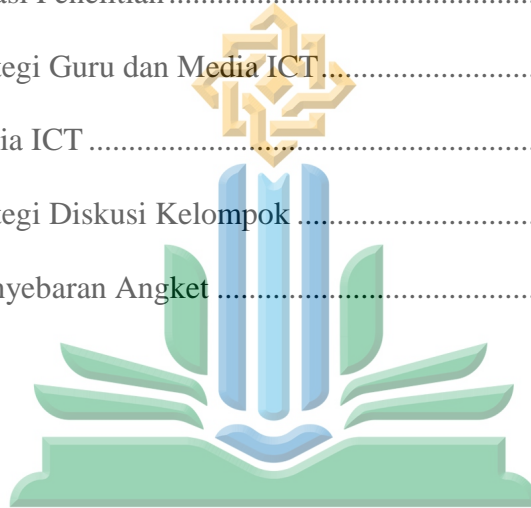 asi Penelitian.......................................
tegi Guru dan Media ICT.........................
ia ICT..................................................
tegi Diskusi Kelompok............................
nyebaran Angket....................................